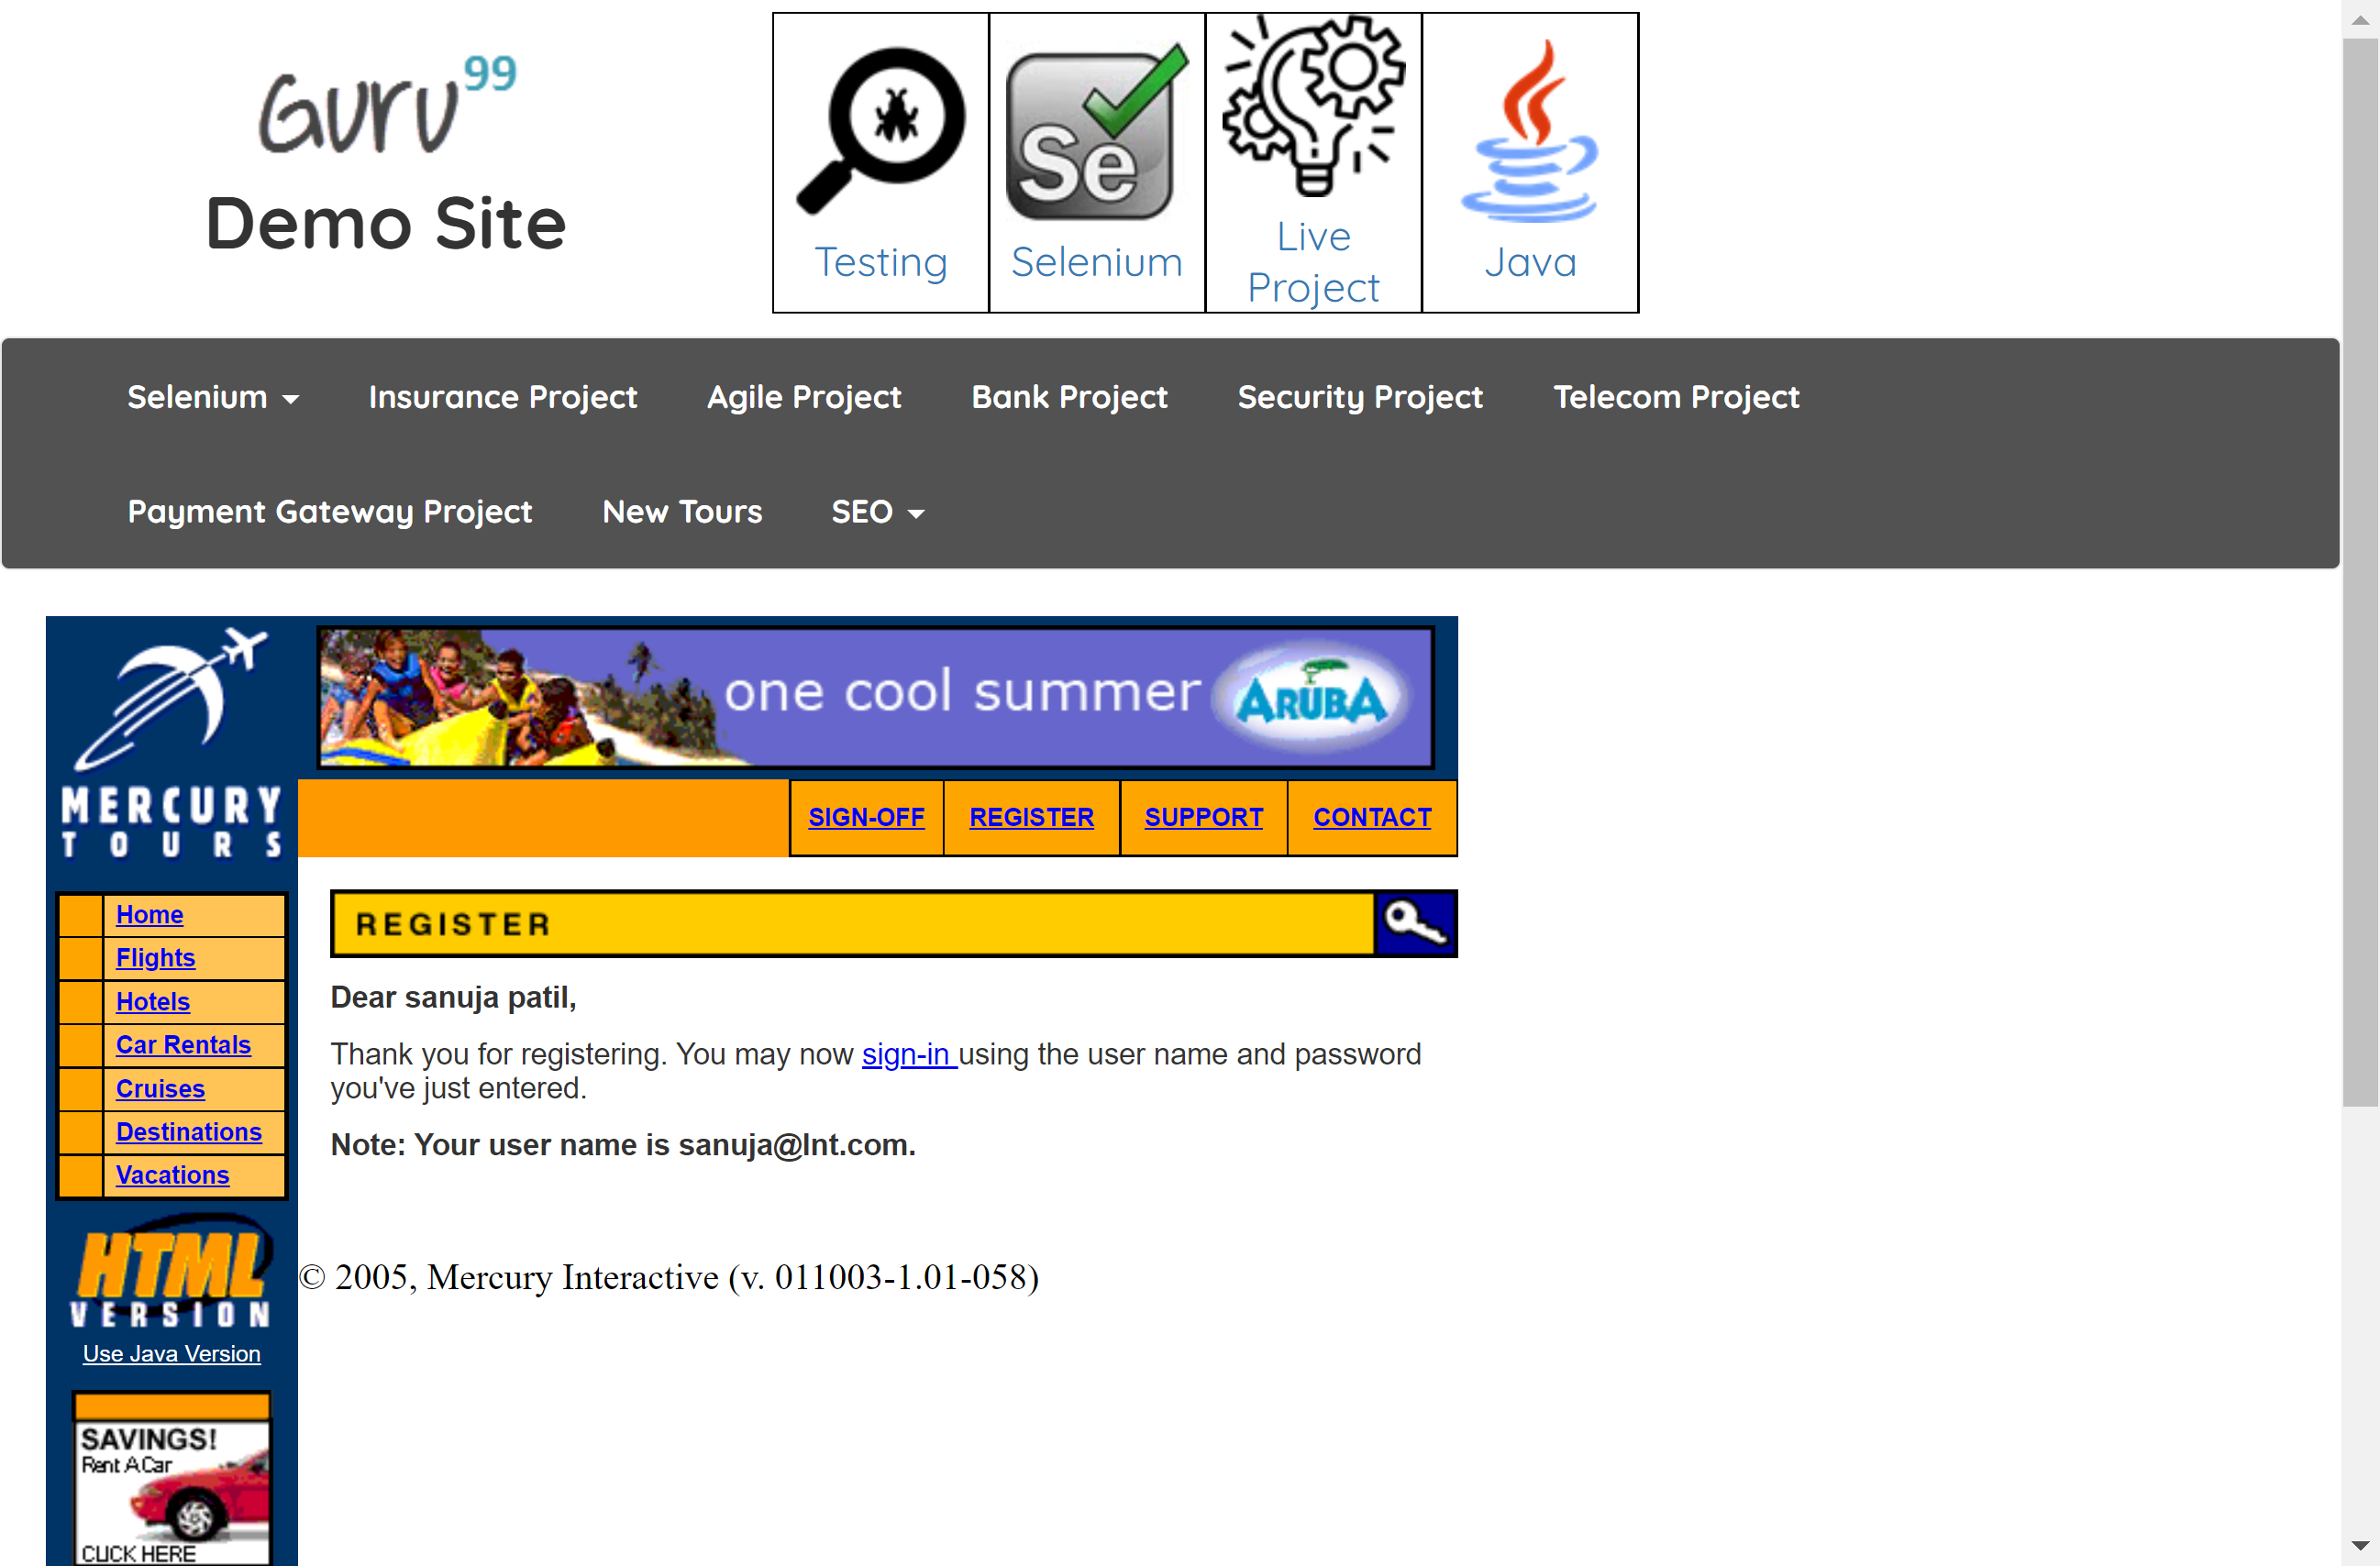 Guru99
Demo Site
Testing
Se
Selenium
Live
Project
Java
Selenium
Insurance Project
Agile Project
Bank Project
Security Project
Telecom Project
Payment Gateway Project
New Tours
SEO
MERCURY
TOURS
one cool summer
ARUBA
SIGN-OFF
REGISTER
SUPPORT
CONTACT
Home
Flights
Hotels
Car Rentals
Cruises
Destinations
Vacations
HTML
VERSION
Use Java Version
SAVINGS!
Rent A Car
CLICK HERE
REGISTER
Dear sanuja patil,
Thank you for registering. You may now sign-in using the user name and password
you've just entered.
Note: Your user name is sanuja@lnt.com.
© 2005, Mercury Interactive (v. 011003-1.01-058)